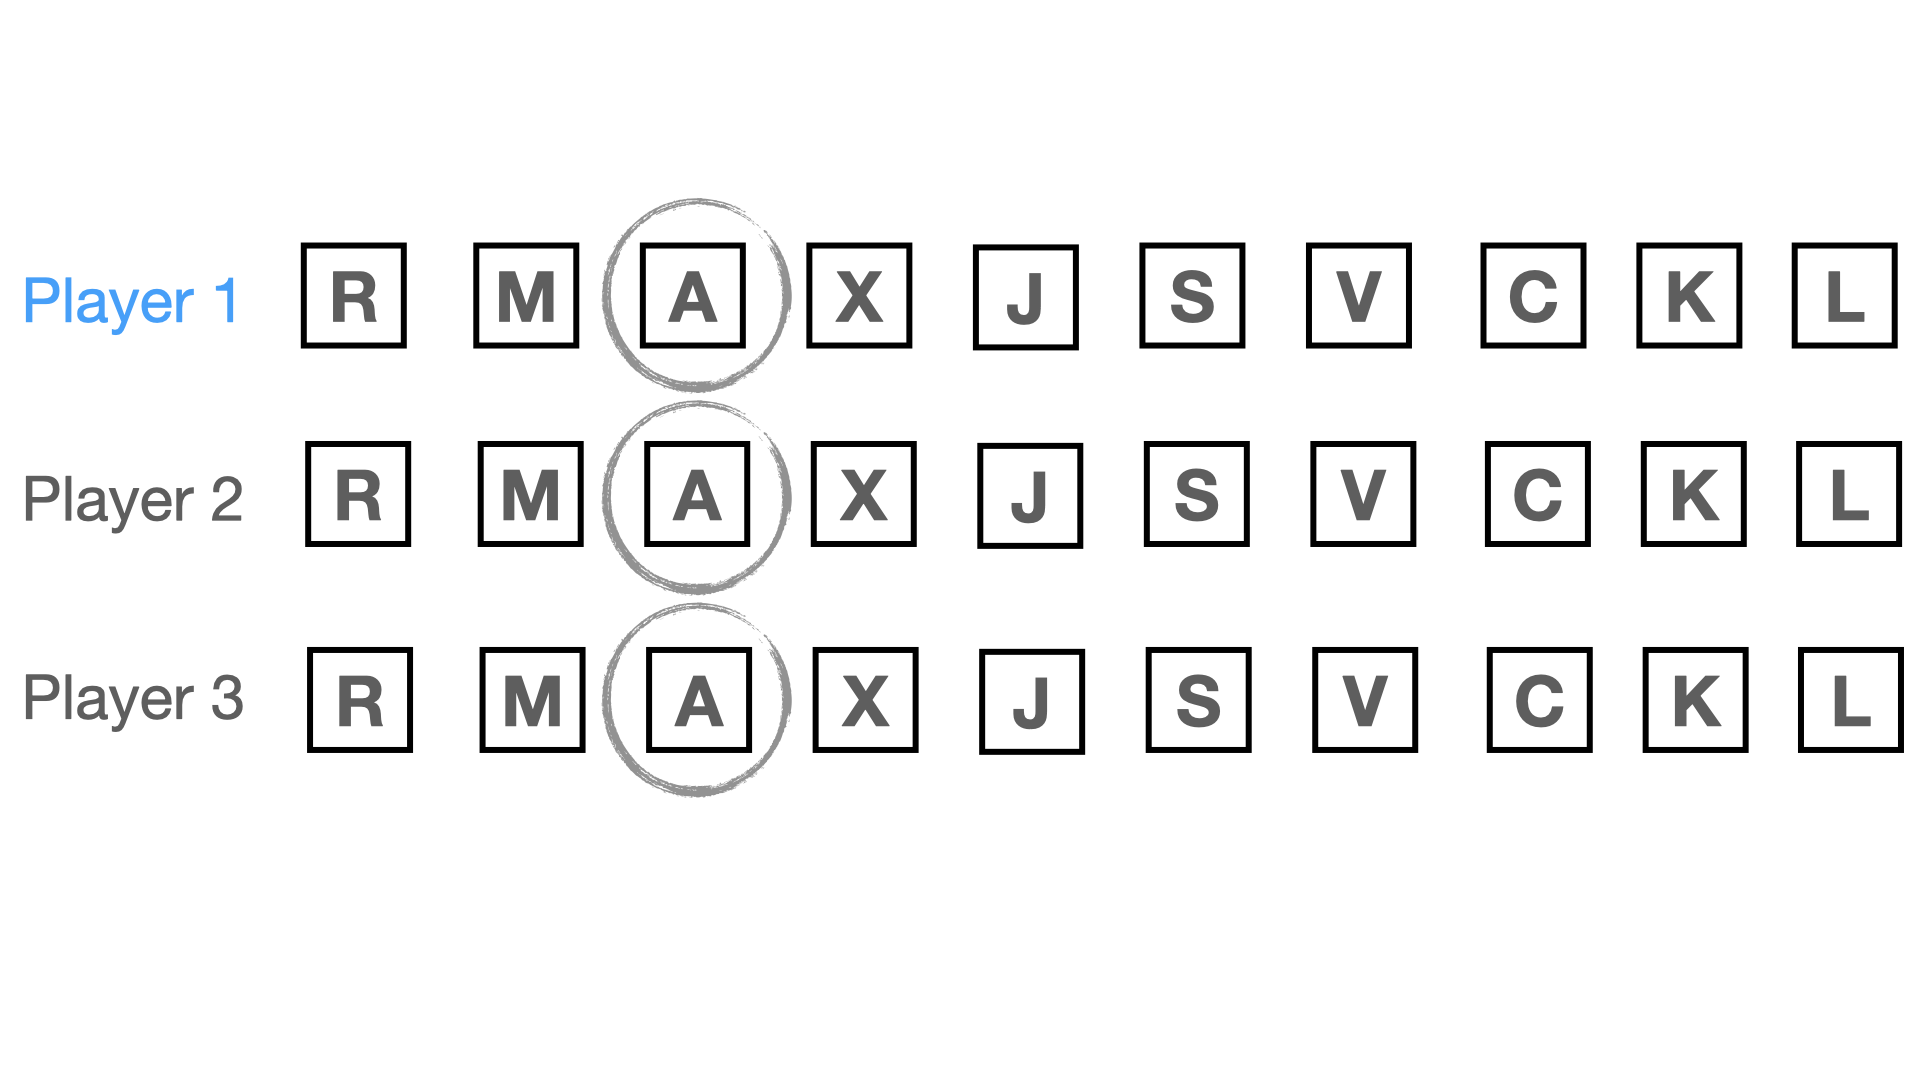 Player 1 R M A X J S V C K L
Player 2 R M A X J S V C K L
Player 3 R M A X J S V C K L